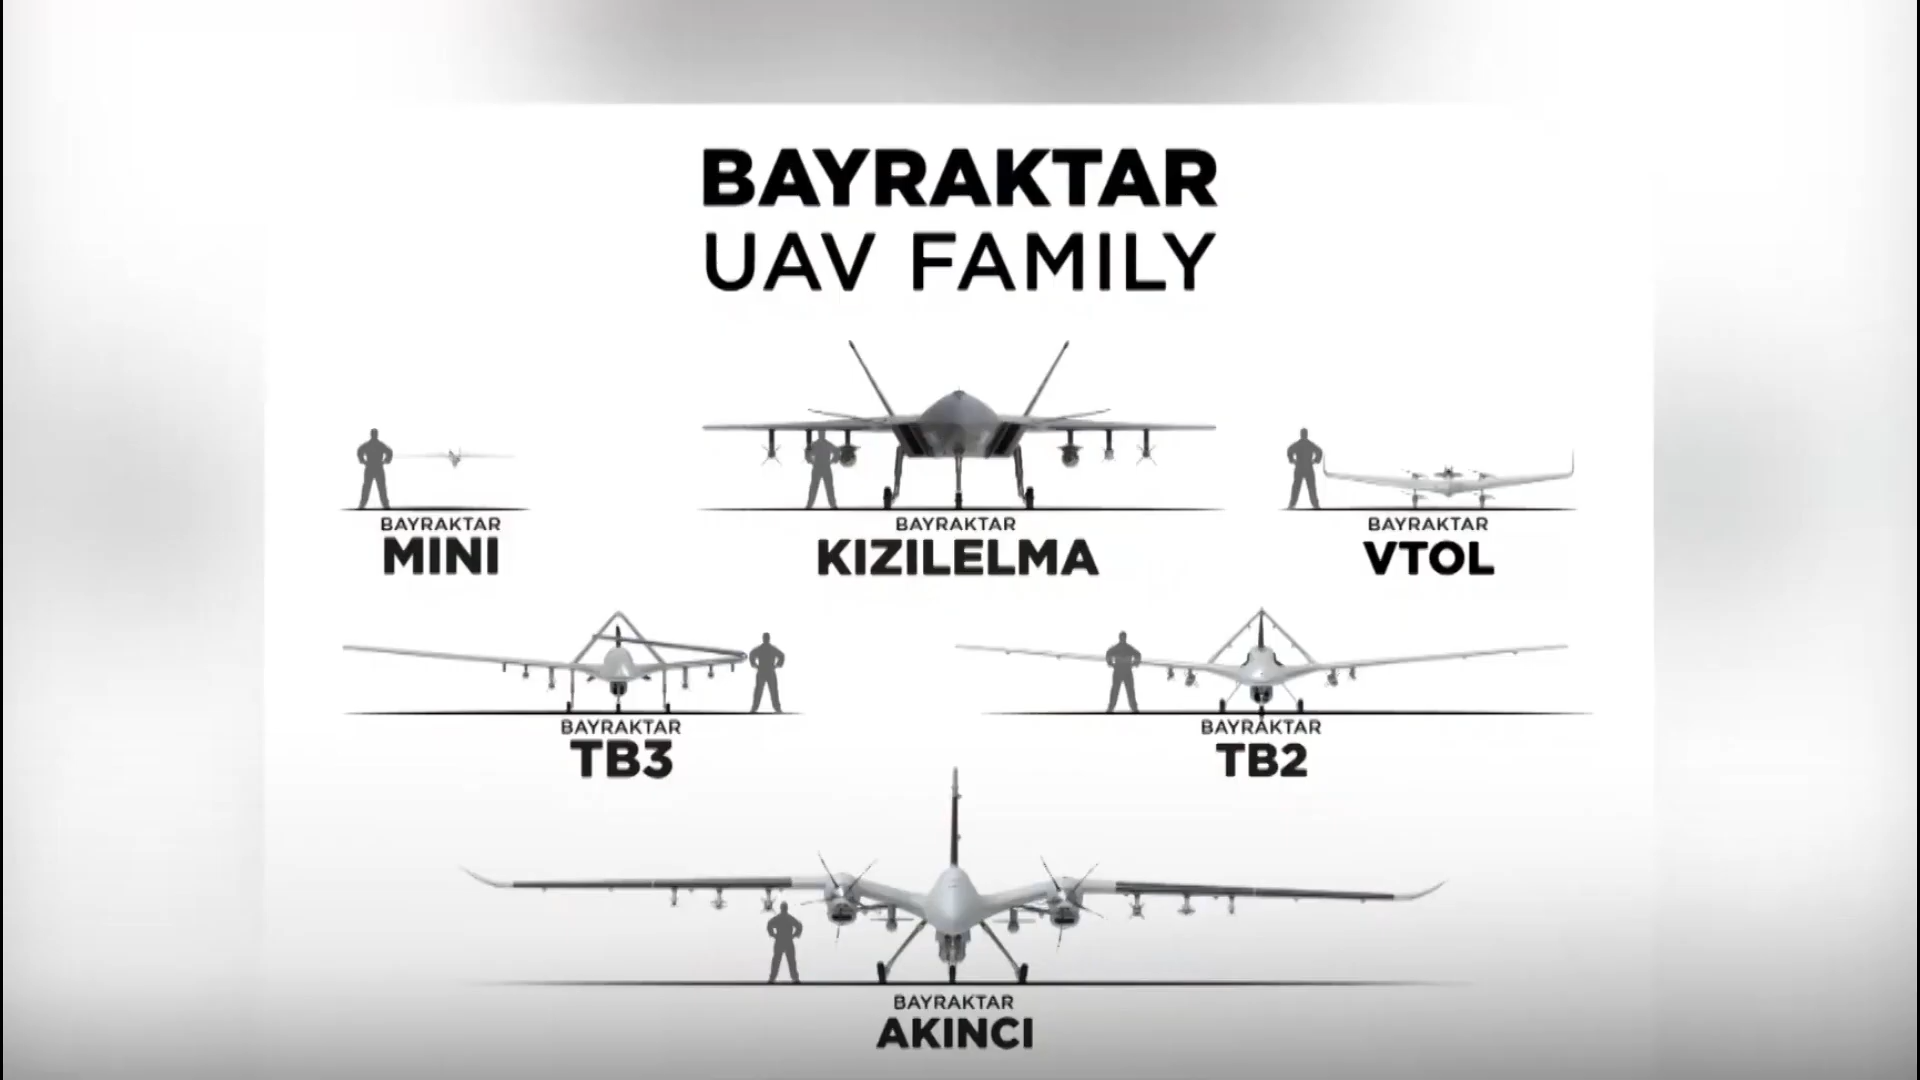 BAYRAKTAR
UAV FAMILY
BAYRAKTAR
MINI
BAYRAKTAR
KIZILELMA
BAYRAKTAR
VTOL
BAYRAKTAR
TB3
BAYRAKTAR
TB2
BAYRAKTAR
AKINCI